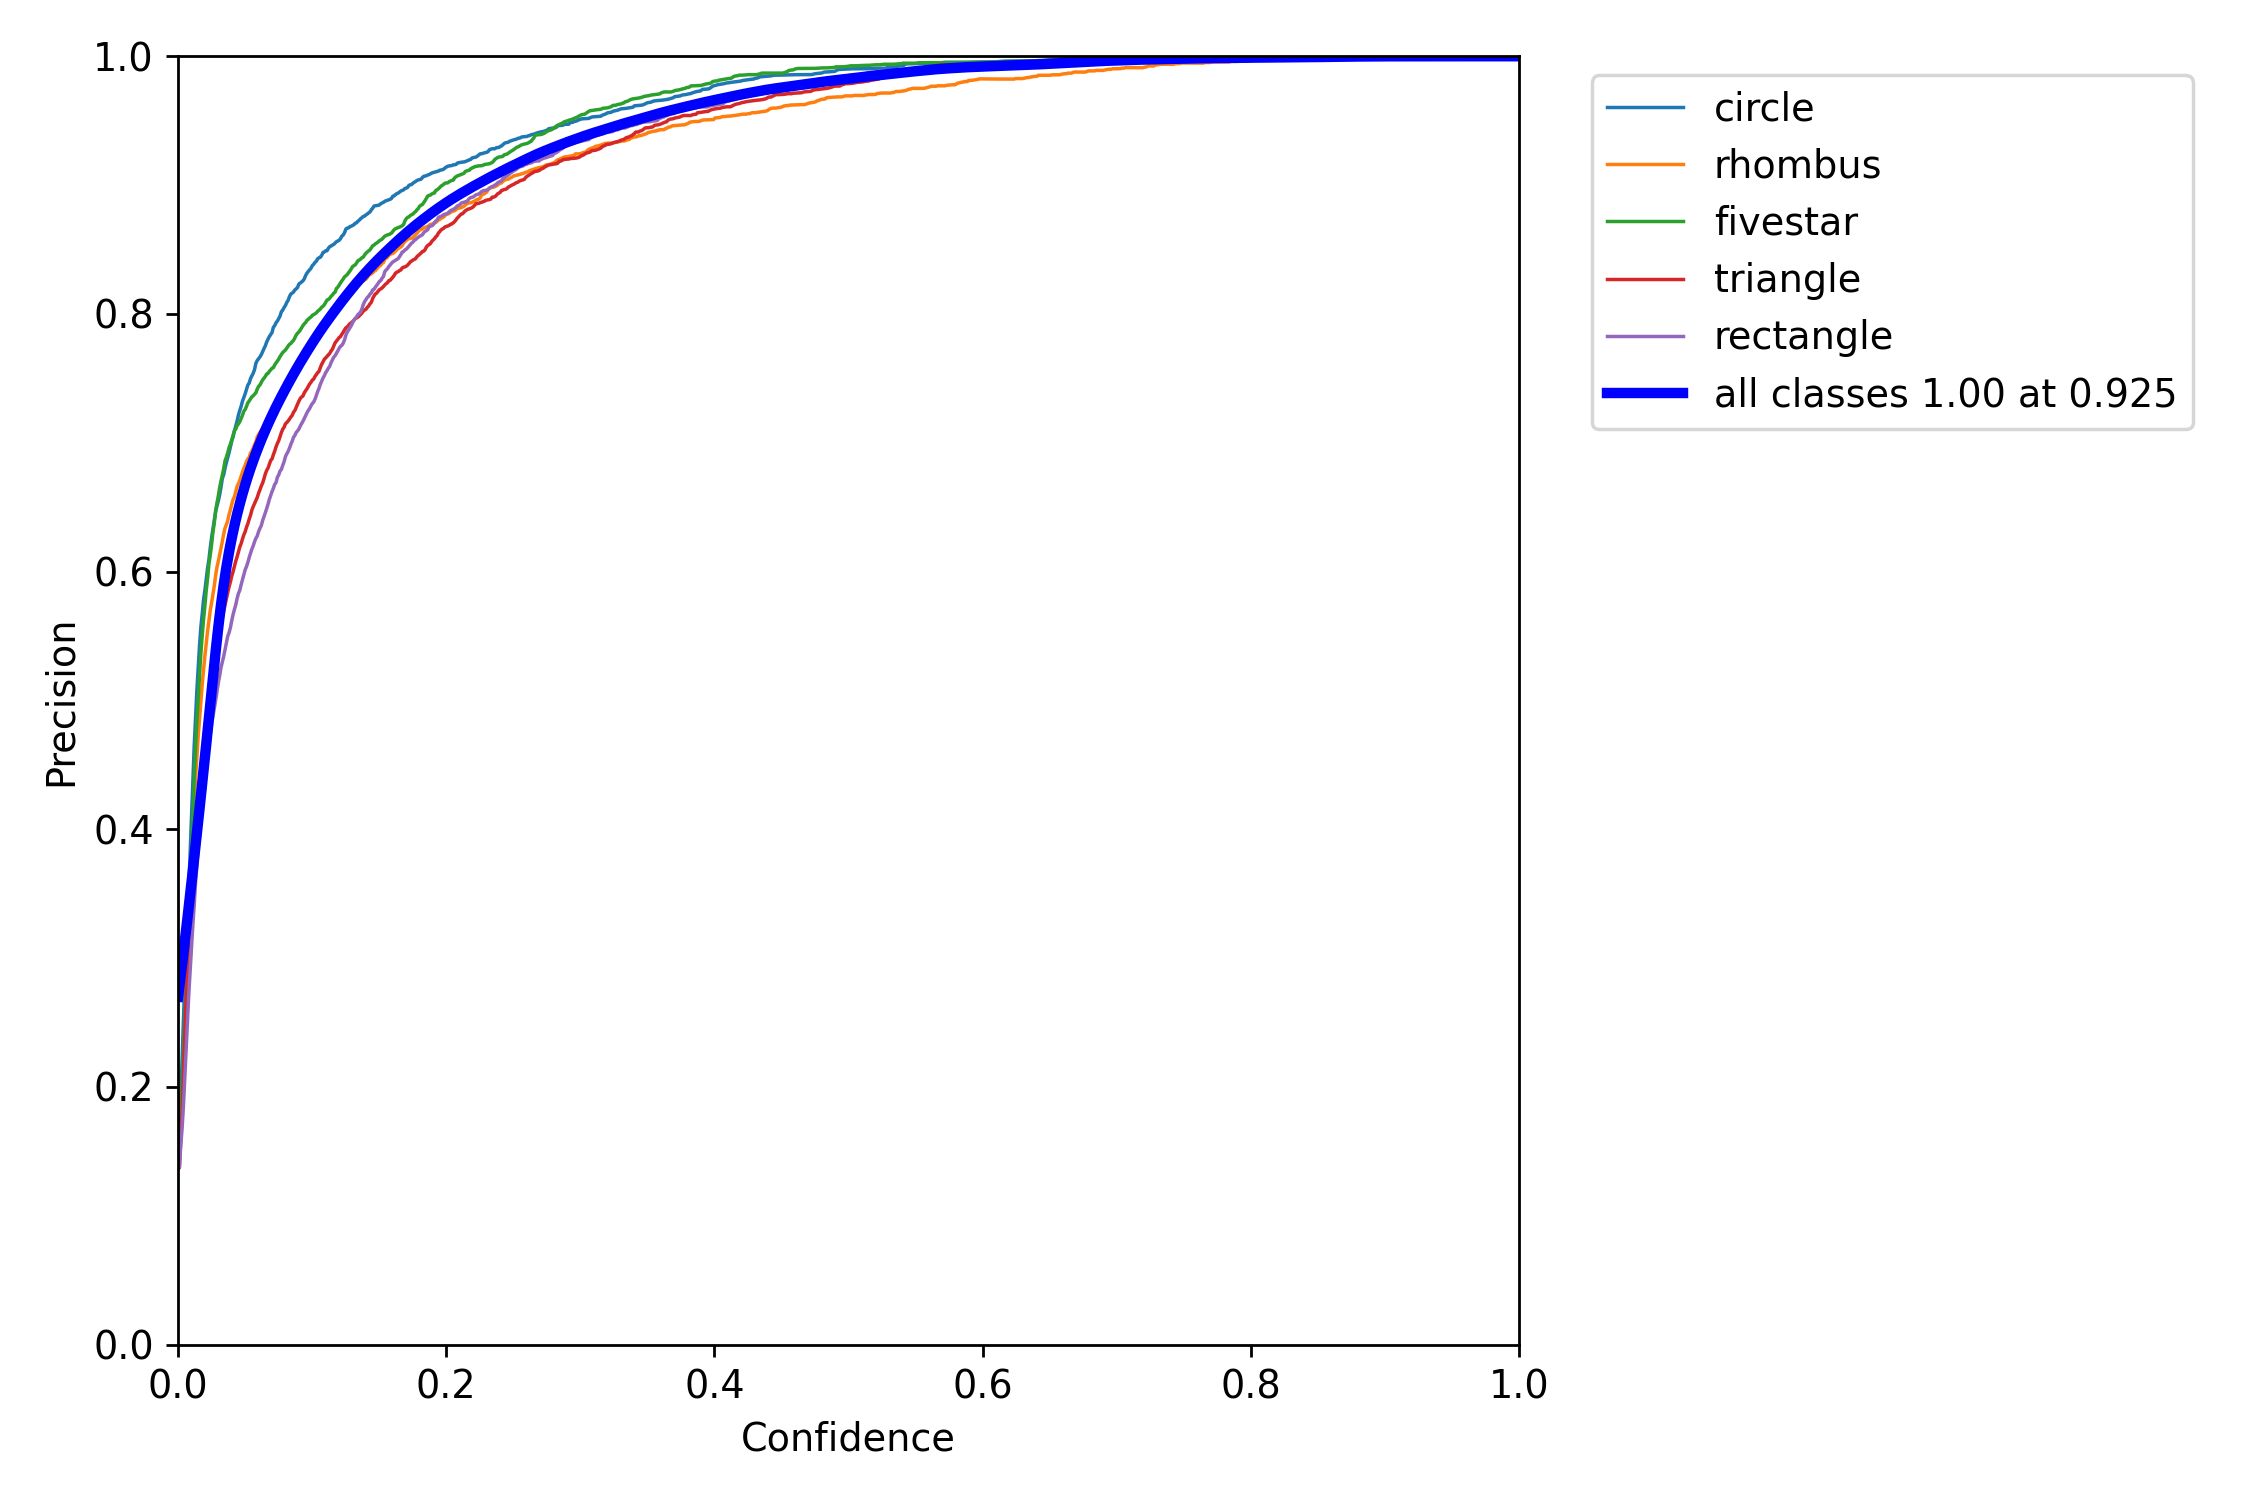 1.0
0.8
0.6
0.4
0.2
0.0
Precision
0.0 0.2 0.4 0.6 0.8 1.0
Confidence
circle
rhombus
fivestar
triangle
rectangle
all classes 1.00 at 0.925